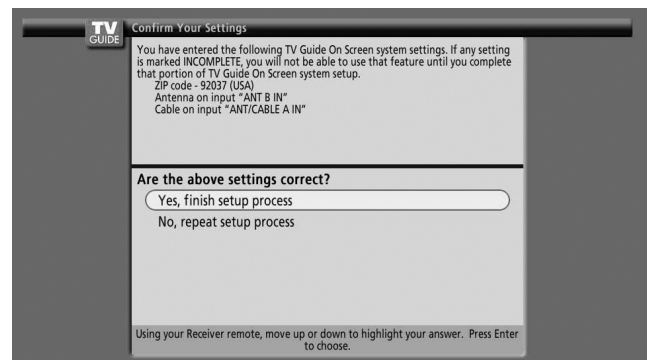 TV
GUIDE
Confirm Your Settings
You have entered the following TV Guide On Screen system settings. If any setting
is marked INCOMPLETE, you will not be able to use that feature until you complete
that portion of TV Guide On Screen system setup.
ZIP code - 92037 (USA)
Antenna on input “ANT B IN”
Cable on input “ANT/CABLE A IN”
Are the above settings correct?
Yes, finish setup process
No, repeat setup process
Using your Receiver remote, move up or down to highlight your answer. Press Enter
to choose.